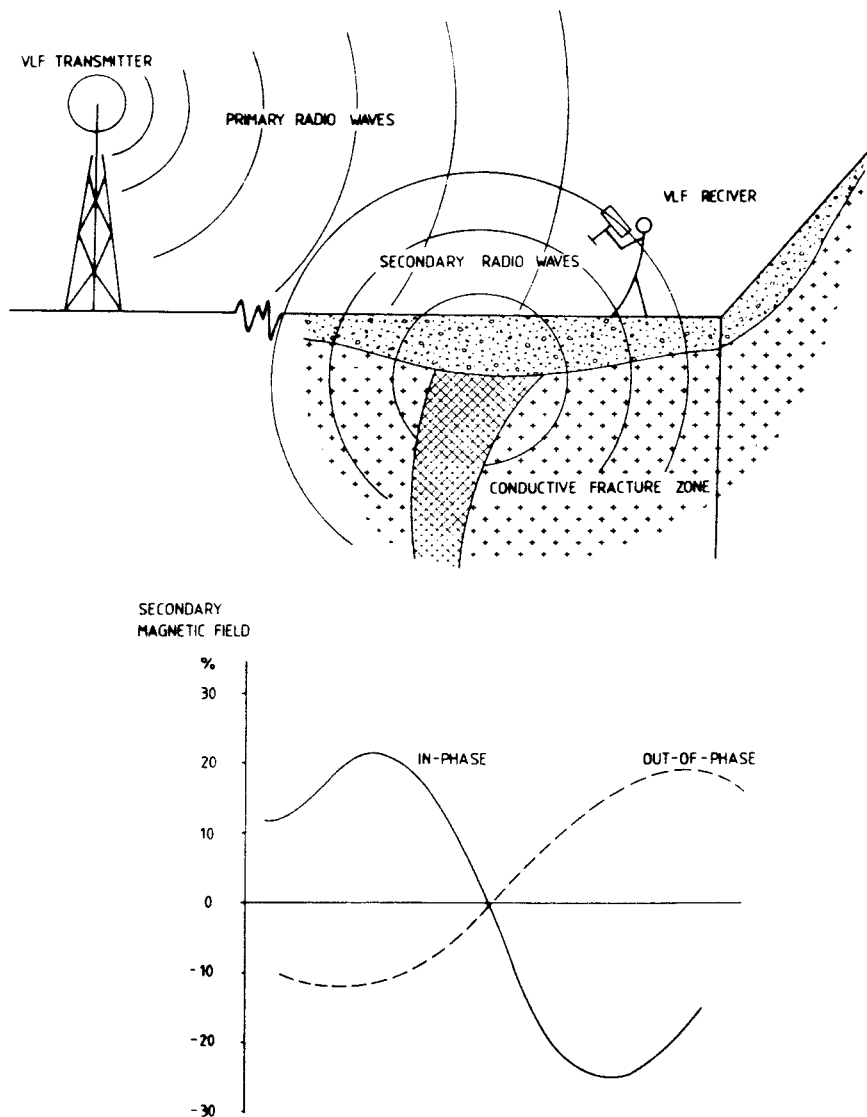 VLF TRANSMITTER
PRIMARY RADIO WAVES
VLF RECIVER
SECONDARY RADIO WAVES
CONDUCTIVE FRACTURE ZONE
SECONDARY
MAGNETIC FIELD
%
30
20
10
0
-10
-20
-30
IN-PHASE
OUT-OF-PHASE